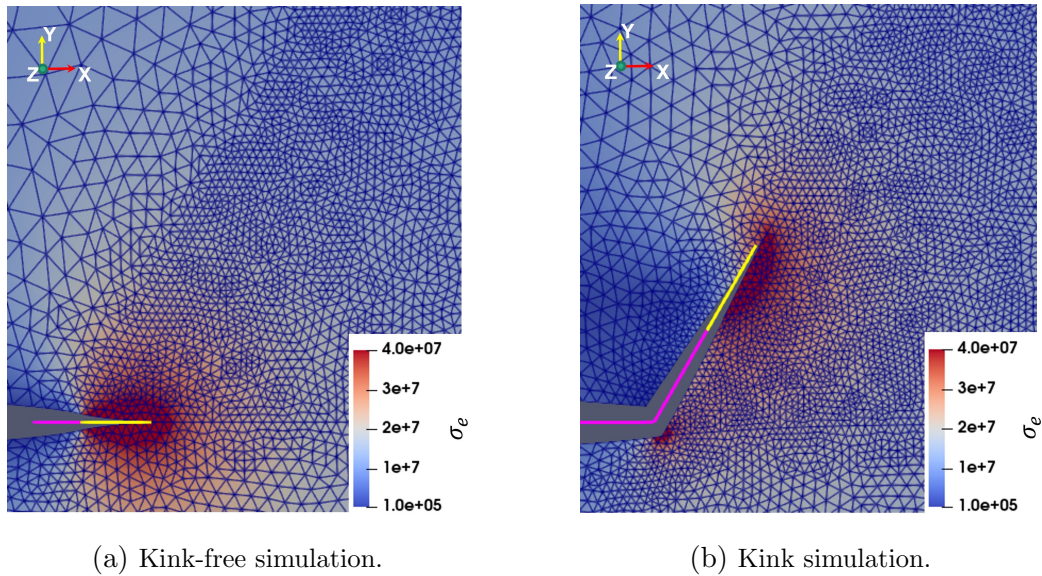 Y
Z X
4.0e+07
3e+7
2e+7
1e+7
1.0e+05
σe
(a) Kink-free simulation.
Y
Z X
4.0e+07
3e+7
2e+7
1e+7
1.0e+05
σe
(b) Kink simulation.